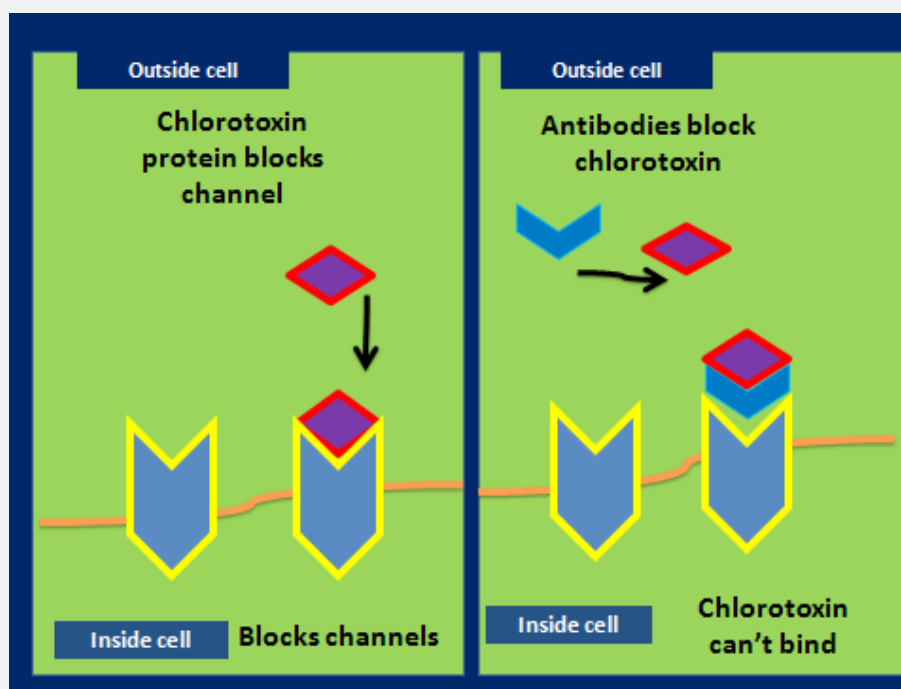 Outside cell
Chlorotoxin
protein blocks
channel
Inside cell
Blocks channels
Outside cell
Antibodies block
chlorotoxin
Inside cell
Chlorotoxin
can't bind